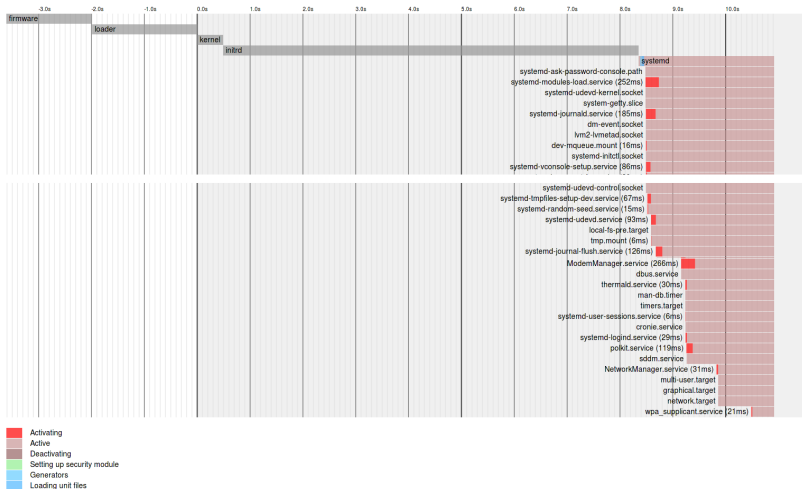 -3.0s -2.0s -1.0s 0.0s 1.0s 2.0s 3.0s 4.0s 5.0s 6.0s 7.0s 8.0s 9.0s 10.0s
firmware
loader
kernel
initrd
systemd
systemd-ask-password-console.path
systemd-modules-load.service (252ms)
systemd-udevd-kernel.socket
system-getty.slice
systemd-journald.service (185ms)
dm-event.socket
lvm2-lvmetad.socket
dev-mqueue.mount (16ms)
systemd-initctl.socket
systemd-vconsole-setup.service (86ms)
systemd-udevd-control.socket
systemd-tmpfiles-setup-dev.service (67ms)
systemd-random-seed.service (15ms)
systemd-udevd.service (93ms)
local-fs-pre.target
tmp.mount (6ms)
systemd-journal-flush.service (126ms)
ModemManager.service (266ms)
dbus.service
thermald.service (30ms)
man-db.timer
timers.target
systemd-user-sessions.service (6ms)
cronie.service
systemd-logind.service (29ms)
polkit.service (119ms)
sddm.service
NetworkManager.service (31ms)
multi-user.target
graphical.target
network.target
wpa_supplicant.service (21ms)
Activating
Active
Deactivating
Setting up security module
Generators
Loading unit files